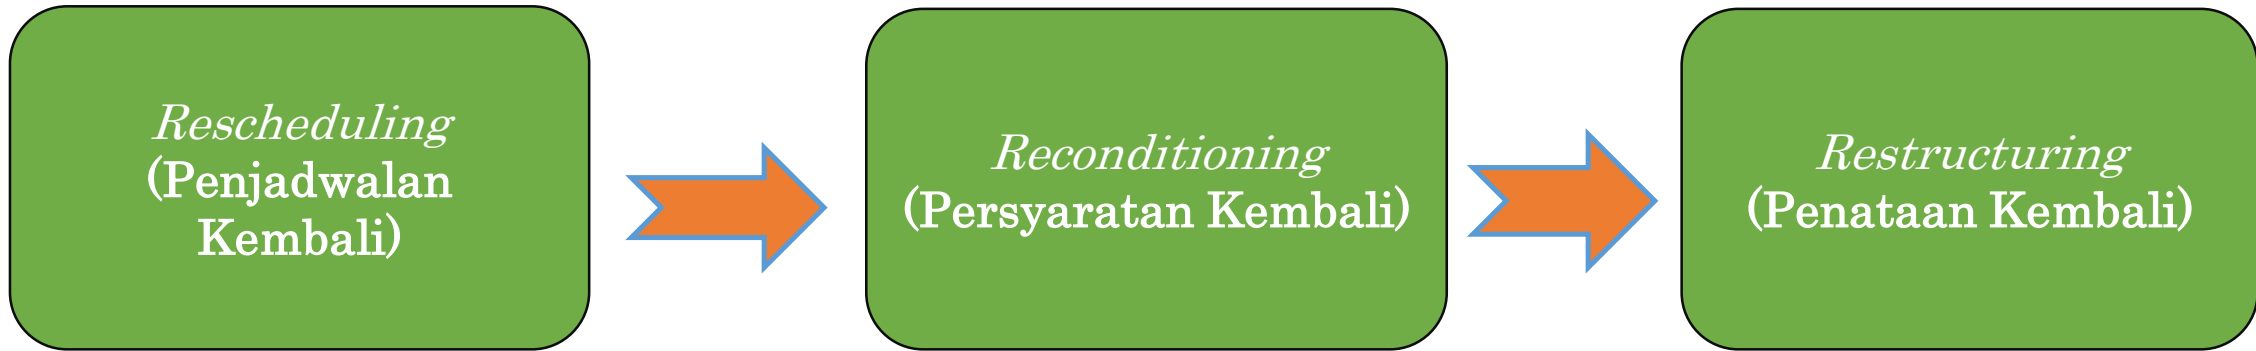 Rescheduling
(Penjadwalan
Kembali)
Reconditioning
(Persyaratan Kembali)
Restructuring
(Penataan Kembali)